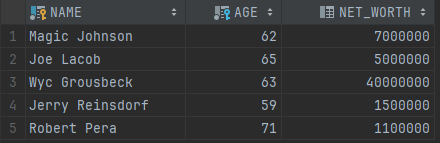 NAME AGE NET_WORTH
1 Magic Johnson 62 7000000
2 Joe Lacob 65 5000000
3 Wyc Grousbeck 63 40000000
4 Jerry Reinsdorf 59 1500000
5 Robert Pera 71 1100000